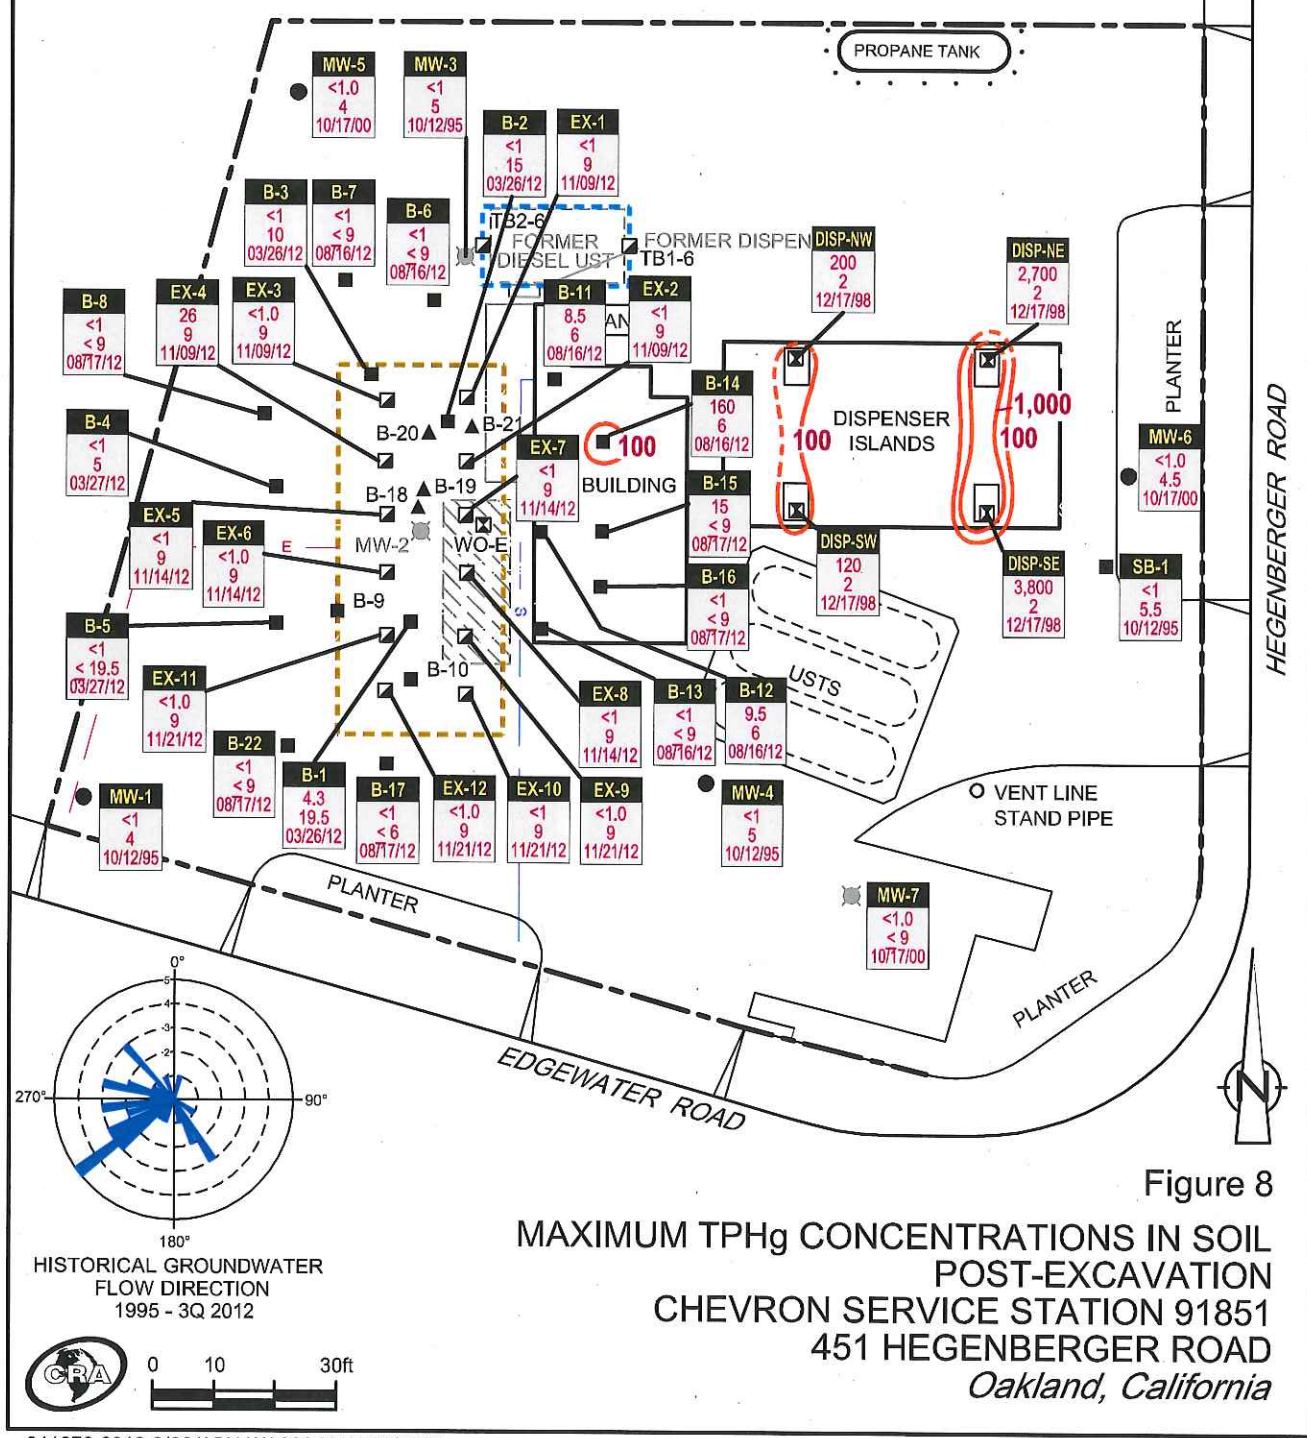 PROPANE TANK
MW-5
<1.0
4
10/17/00
MW-3
<1
5
10/12/95
B-2
<1
15
03/26/12
EX-1
<1
9
11/09/12
B-3
<1
10
03/26/12
B-7
<1
< 9
08/16/12
B-6
<1
< 9
08/16/12
TB2-6
FORMER
DIESEL UST
FORMER DISPEN
TB1-6
DISP-NW
200
2
12/17/98
DISP-NE
2,700
2
12/17/98
B-8
<1
< 9
08/17/12
EX-4
26
9
11/09/12
EX-3
<1.0
9
11/09/12
B-11
8.5
6
08/16/12
AN
EX-2
<1
9
11/09/12
PLANTER
HEGENBERGER ROAD
B-14
160
6
08/16/12
100
DISPENSER
ISLANDS
100
1,000
100
B-4
<1
5
03/27/12
B-20
B-21
EX-7
<1
9
11/14/12
BUILDING
MW-6
<1.0
4.5
10/17/00
B-18
B-19
MW-2
WO-E
B-15
15
< 9
08/17/12
EX-5
<1
9
11/14/12
EX-6
<1.0
9
11/14/12
E
DISP-SW
120
2
12/17/98
DISP-SE
3,800
2
12/17/98
SB-1
<1
5.5
10/12/95
B-16
<1
< 9
08/17/12
B-9
S
B-5
<1
< 19.5
03/27/12
EX-11
<1.0
9
11/21/12
B-10
EX-8
<1
9
11/14/12
B-13
<1
< 9
08/16/12
B-12
9.5
6
08/16/12
USTS
B-22
<1
< 9
08/17/12
B-1
4.3
19.5
03/26/12
B-17
<1
< 6
08/17/12
EX-12
<1.0
9
11/21/12
EX-10
<1
9
11/21/12
EX-9
<1.0
9
11/21/12
MW-4
<1
5
10/12/95
MW-1
<1
4
10/12/95
VENT LINE
STAND PIPE
PLANTER
MW-7
<1.0
< 9
10/17/00
PLANTER
EDGEWATER ROAD
0°
5
4
3
2
1
270°
90°
180°
N
HISTORICAL GROUNDWATER
FLOW DIRECTION
1995 - 3Q 2012
CRA
0 10 30ft
Figure 8
MAXIMUM TPHg CONCENTRATIONS IN SOIL
POST-EXCAVATION
CHEVRON SERVICE STATION 91851
451 HEGENBERGER ROAD
Oakland, California